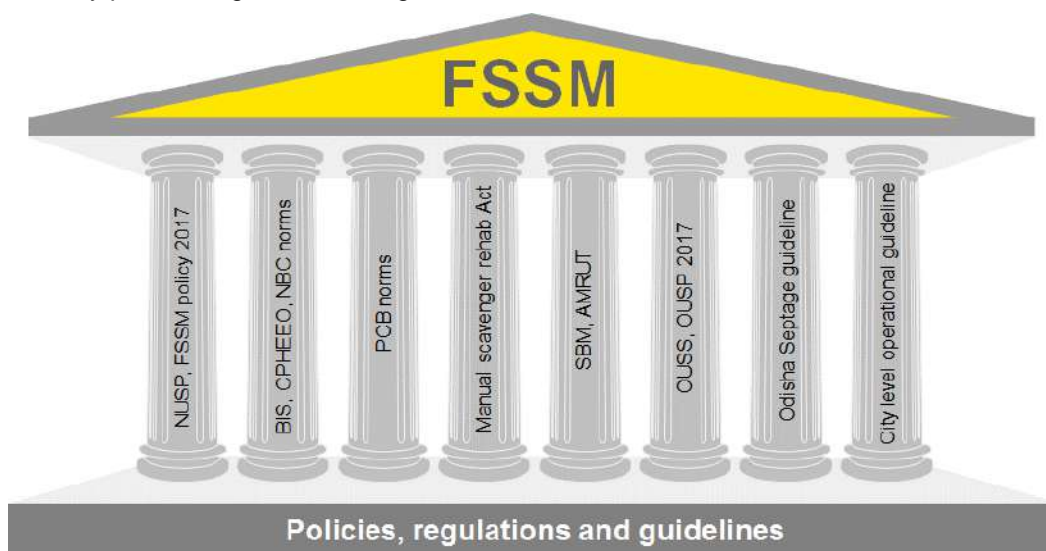 FSSM
NUSP, FSSM policy 2017
BIS, CPHEEO, NBC norms
PCB norms
Manual scavenger rehab Act
SBM, AMRUT
OUSS, OUSP 2017
Odisha Septage guideline
City level operational guideline
Policies, regulations and guidelines